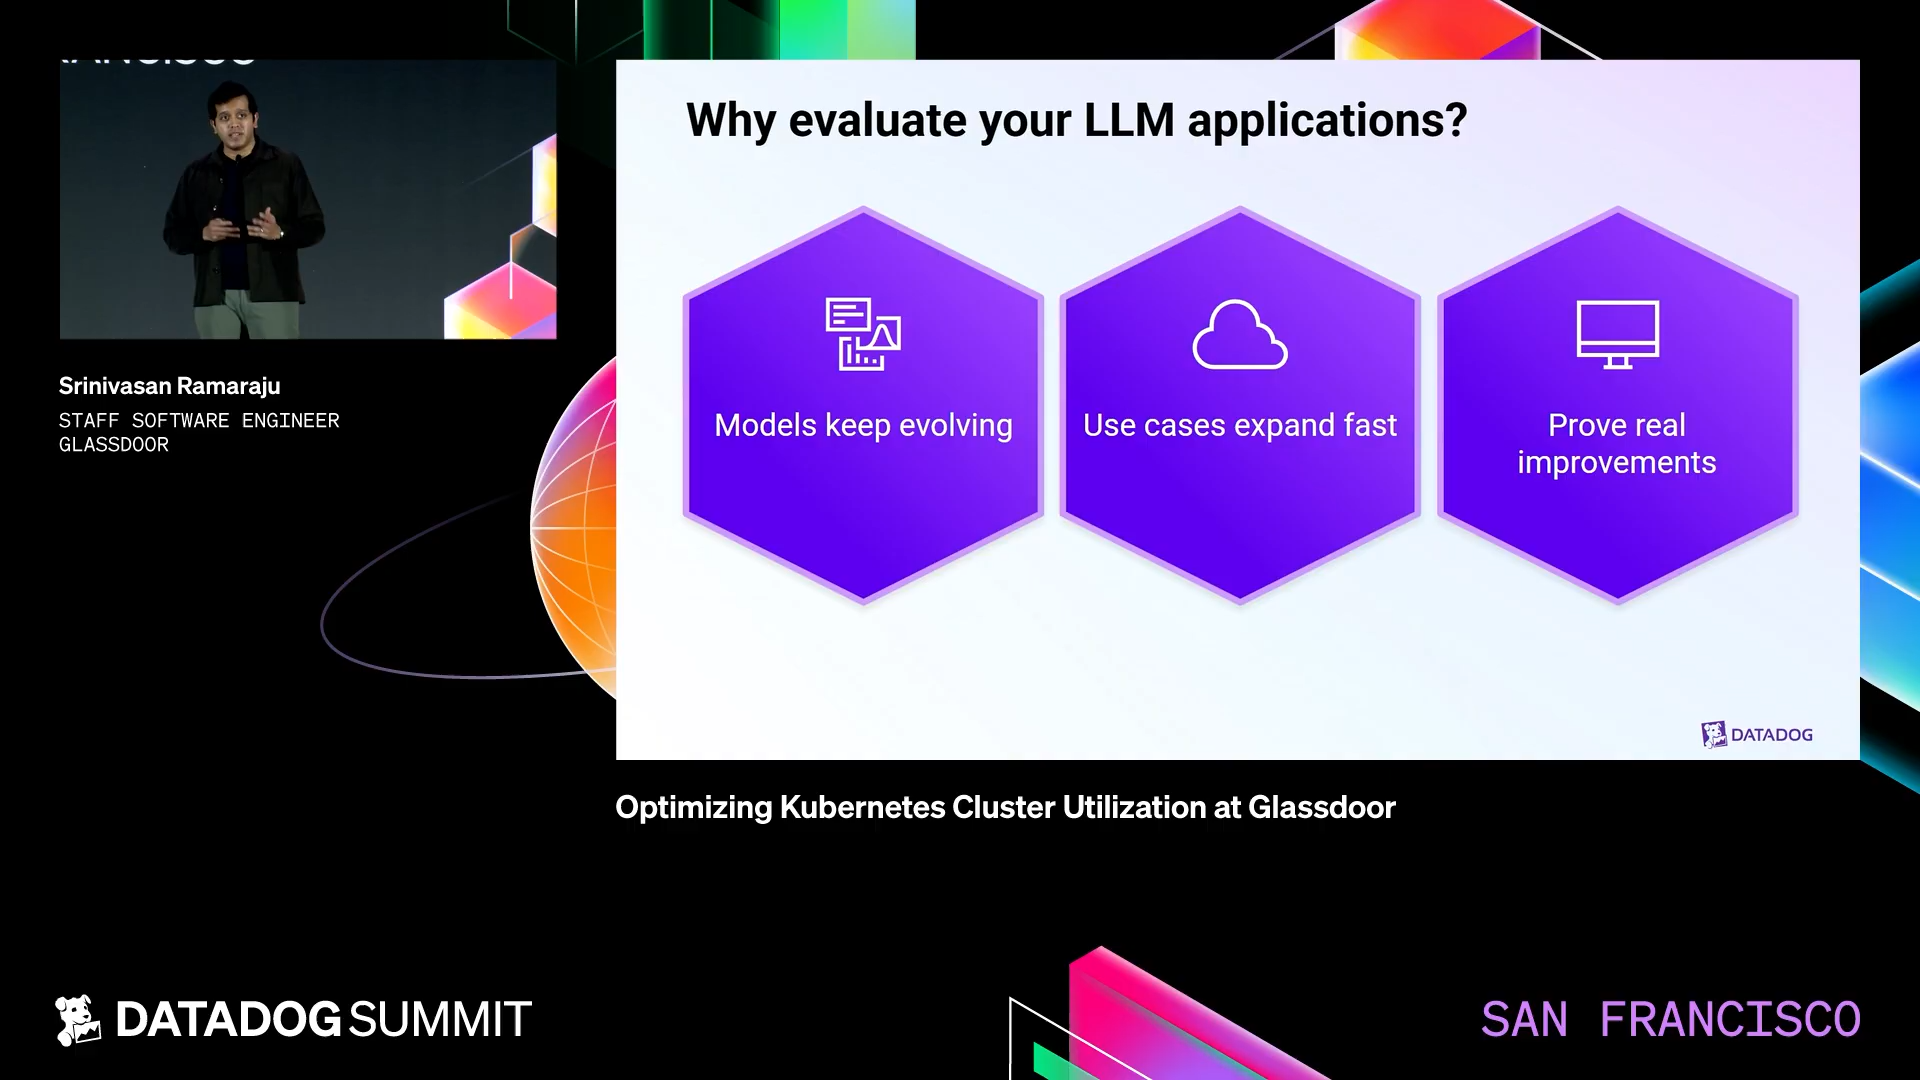 Why evaluate your LLM applications?
Models keep evolving
Use cases expand fast
Prove real
improvements
DATADOG
Srinivasan Ramaraju
STAFF SOFTWARE ENGINEER
GLASSDOOR
Optimizing Kubernetes Cluster Utilization at Glassdoor
DATADOG SUMMIT
SAN FRANCISCO